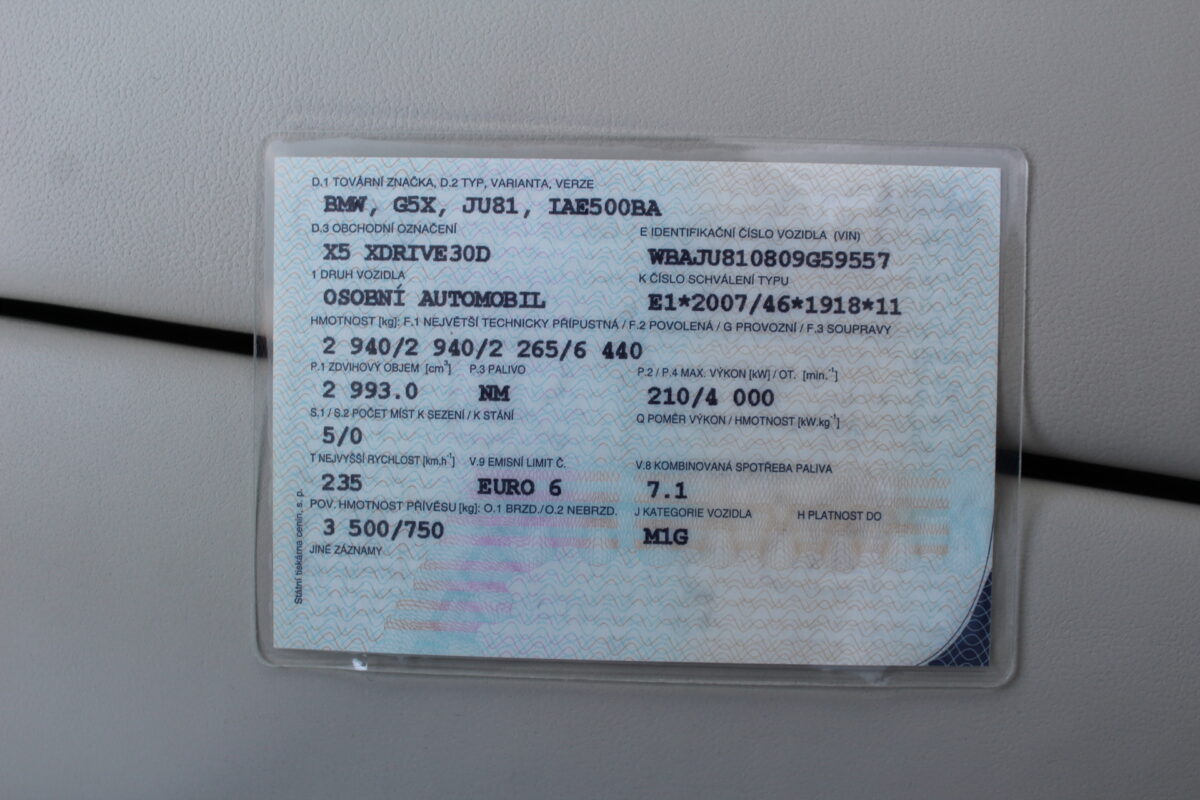 D.1 TOVÁRNÍ ZNAČKA, D.2 TYP, VARIANTA, VERZE
BMW, G5X, JU81, IAE500BA
D.3 OBCHODNÍ OZNAČENÍ
E IDENTIFIKAČNÍ ČÍSLO VOZIDLA (VIN)
X5 XDRIVE30D
WBAJU810809G59557
1 DRUH VOZIDLA
K ČÍSLO SCHVÁLENÍ TYPU
OSOBNÍ AUTOMOBIL
E1*2007/46*1918*11
HMOTNOST [kg]: F.1 NEJVĚTŠÍ TECHNICKY PŘÍPUSTNÁ / F.2 POVOLENÁ / G PROVOZNÍ / F.3 SOUPRAVY
2 940/2 940/2 265/6 440
P.1 ZDVIHOVÝ OBJEM [cm³] P.3 PALIVO
P.2 / P.4 MAX. VÝKON [kW] / OT. [min.⁻¹]
2 993.0 NM
210/4 000
S.1 / S.2 POČET MÍST K SEZENÍ / K STÁNÍ
Q POMĚR VÝKON / HMOTNOST [kW.kg⁻¹]
5/0
T NEJVYŠŠÍ RYCHLOST [km.h⁻¹] V.9 EMISNÍ LIMIT Č.
V.8 KOMBINOVANÁ SPOTŘEBA PALIVA
235 EURO 6
7.1
POV. HMOTNOST PŘÍVĚSU [kg]: O.1 BRZD./O.2 NEBRZD.
J KATEGORIE VOZIDLA H PLATNOST DO
3 500/750
M1G
JINÉ ZÁZNAMY
Státní tiskárna cenin, s. p.